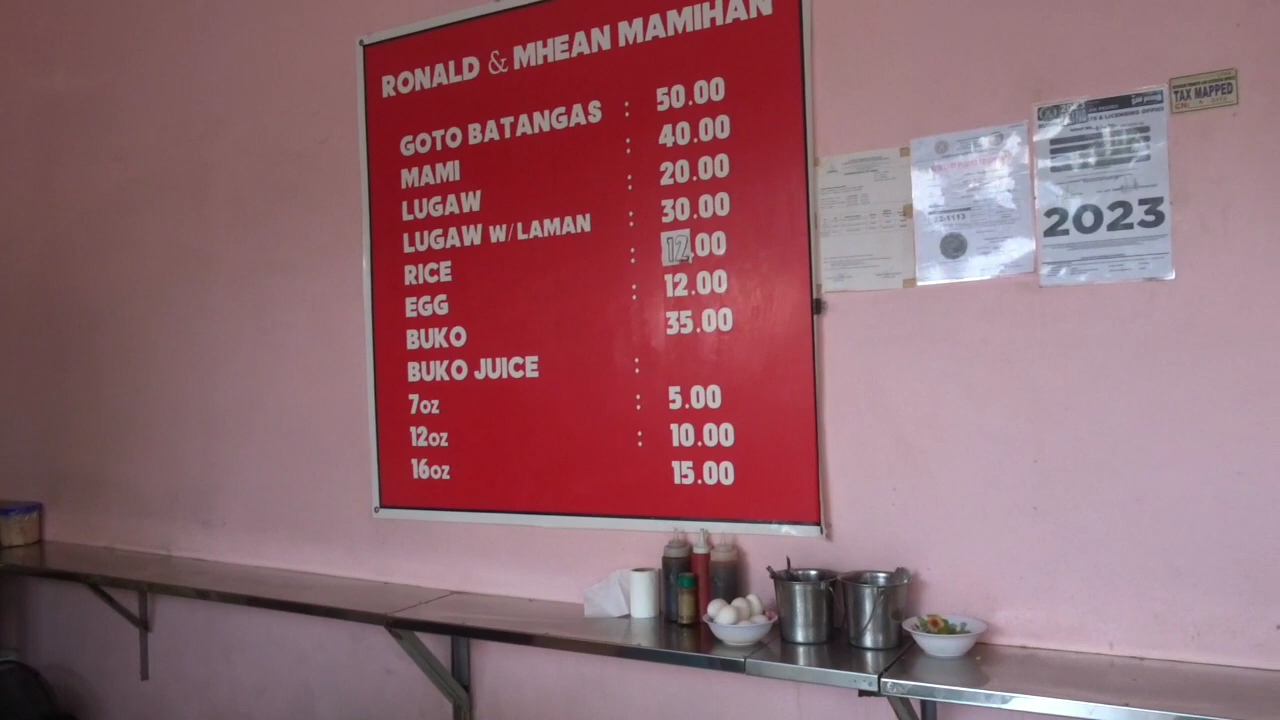 RONALD & MHEAN MAMIHAN
GOTO BATANGAS : 50.00
MAMI : 40.00
LUGAW : 20.00
LUGAW W/LAMAN : 30.00
RICE : 12.00
EGG : 12.00
BUKO 35.00
BUKO JUICE :
7oz : 5.00
12oz : 10.00
16oz 15.00
& LICENSING OFFICE
2023
TAX MAPPED